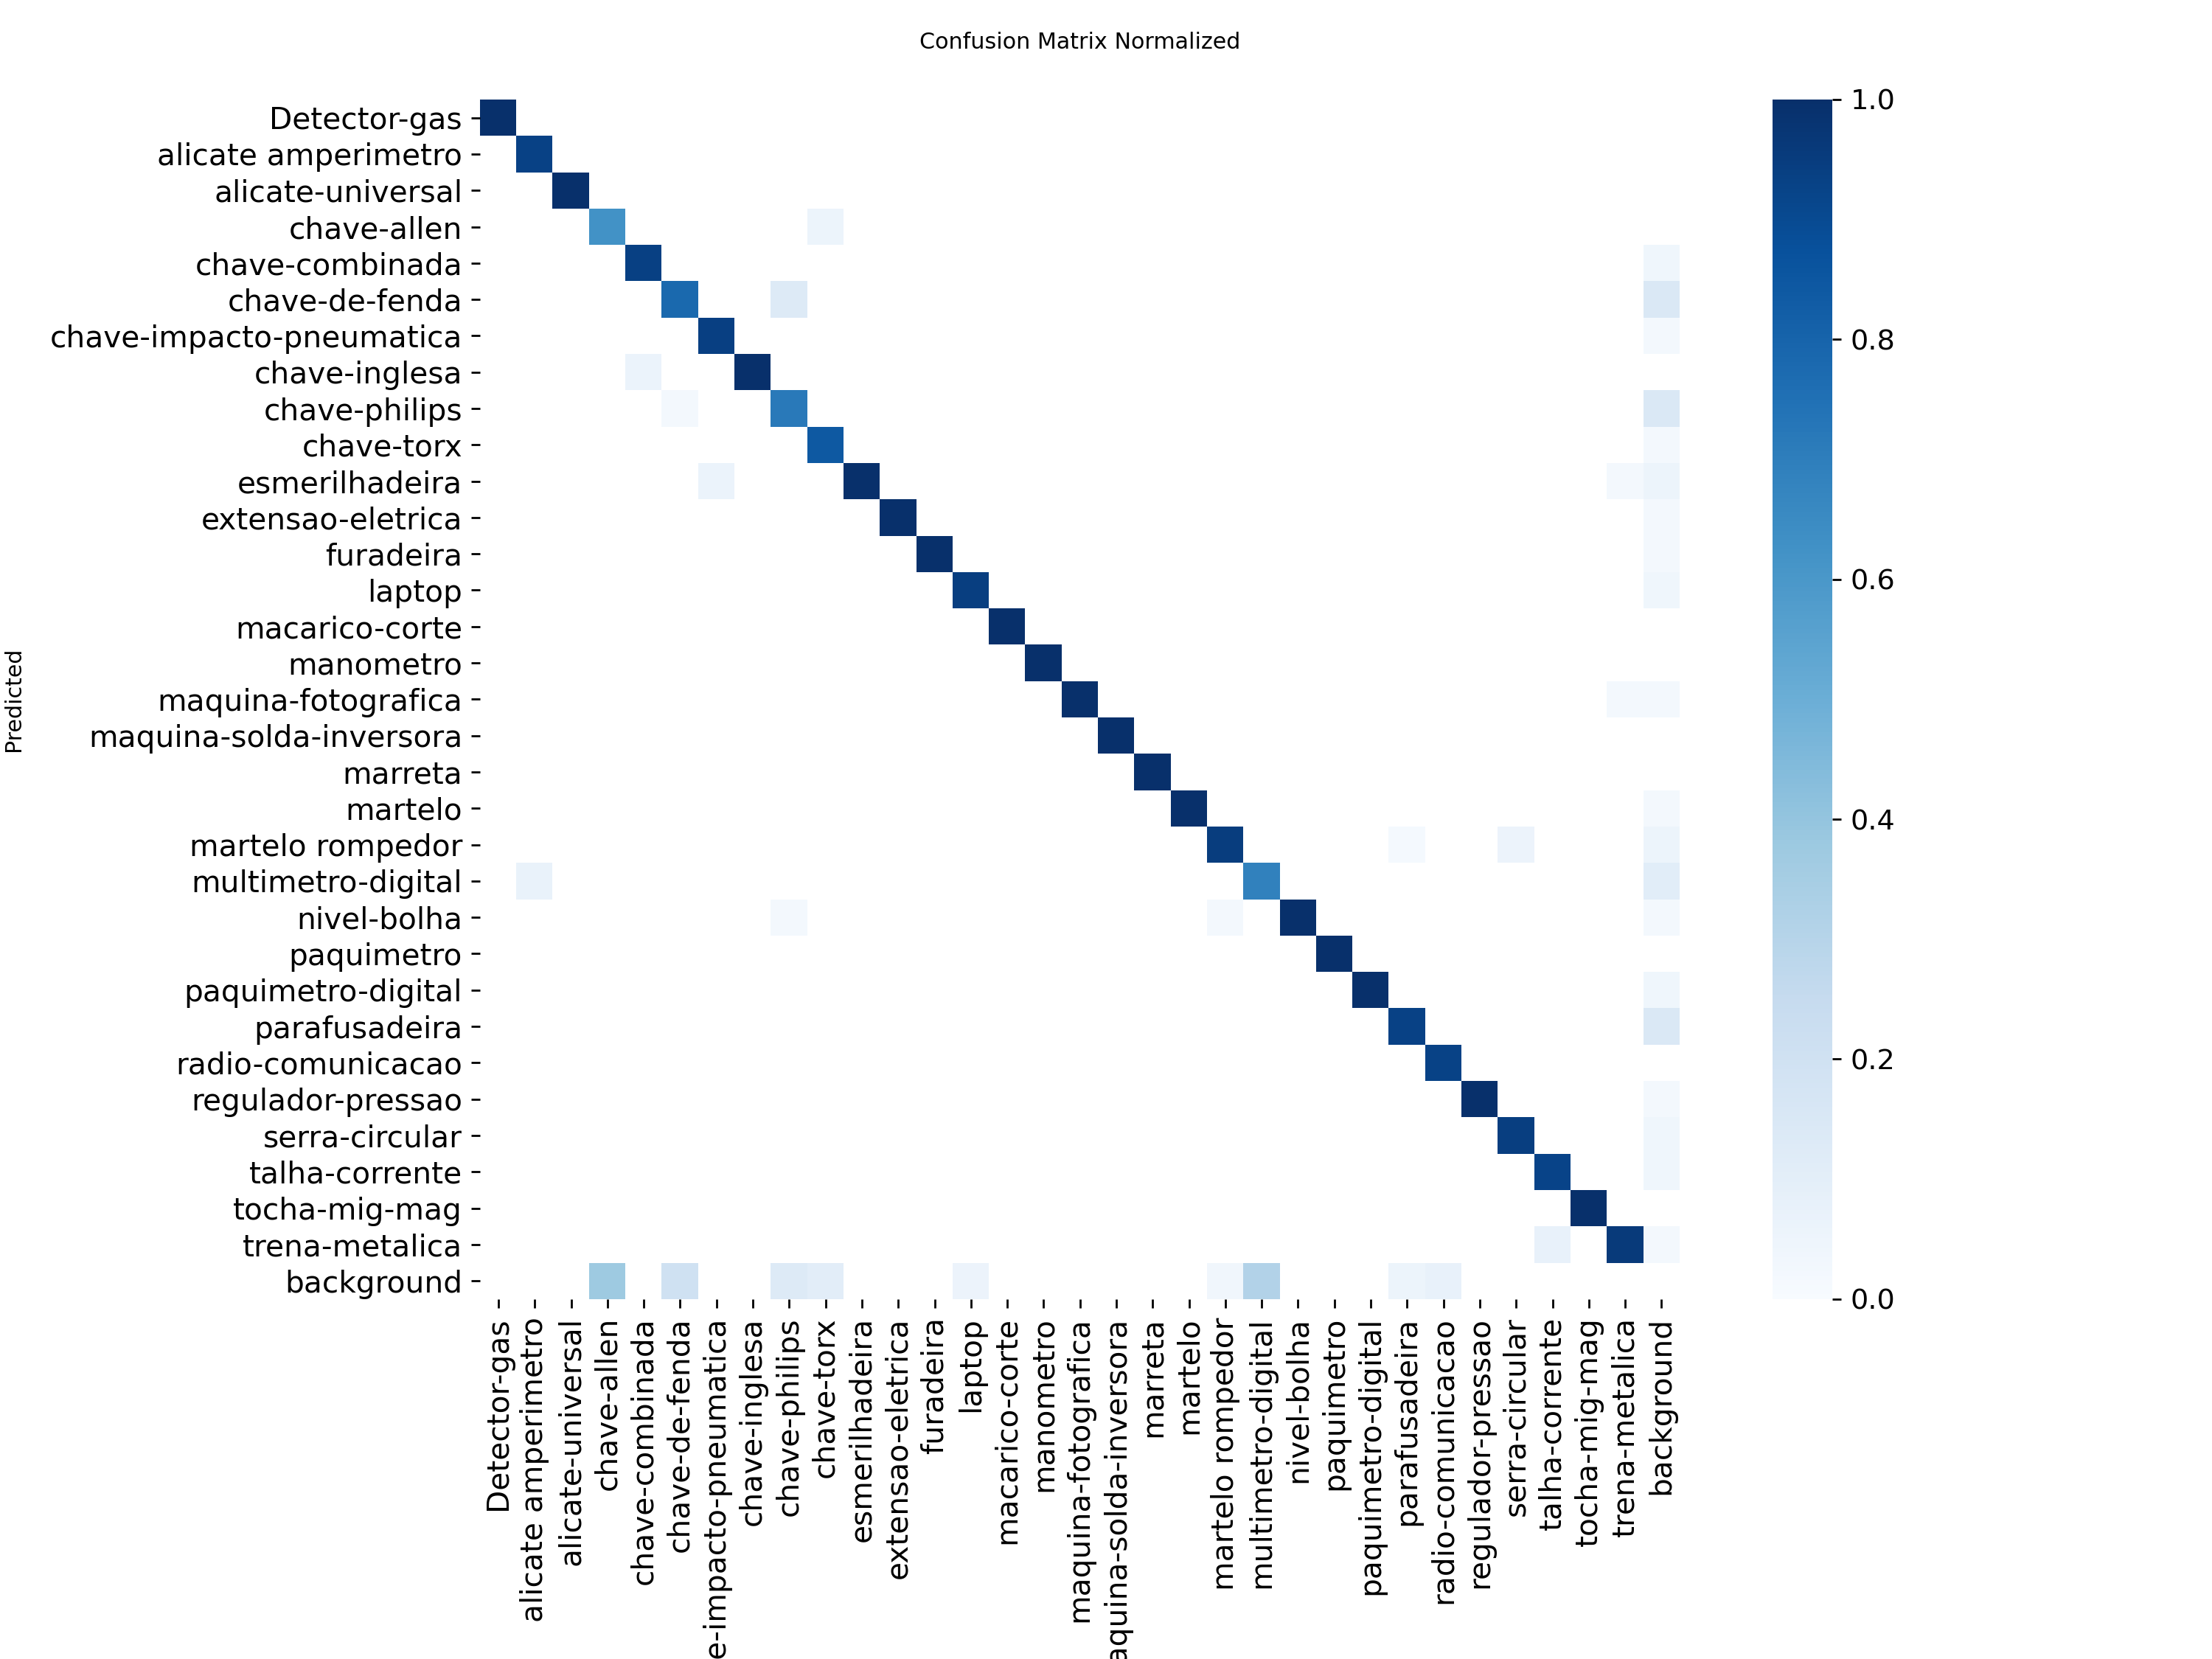 Confusion Matrix Normalized
Predicted
Detector-gas
alicate amperimetro
alicate-universal
chave-allen
chave-combinada
chave-de-fenda
chave-impacto-pneumatica
chave-inglesa
chave-philips
chave-torx
esmerilhadeira
extensao-eletrica
furadeira
laptop
macarico-corte
manometro
maquina-fotografica
maquina-solda-inversora
marreta
martelo
martelo rompedor
multimetro-digital
nivel-bolha
paquimetro
paquimetro-digital
parafusadeira
radio-comunicacao
regulador-pressao
serra-circular
talha-corrente
tocha-mig-mag
trena-metalica
background
Detector-gas
alicate amperimetro
alicate-universal
chave-allen
chave-combinada
chave-de-fenda
e-impacto-pneumatica
chave-inglesa
chave-philips
chave-torx
esmerilhadeira
extensao-eletrica
furadeira
laptop
macarico-corte
manometro
maquina-fotografica
aquina-solda-inversora
marreta
martelo
martelo rompedor
multimetro-digital
nivel-bolha
paquimetro
paquimetro-digital
parafusadeira
radio-comunicacao
regulador-pressao
serra-circular
talha-corrente
tocha-mig-mag
trena-metalica
background
1.0
0.8
0.6
0.4
0.2
0.0